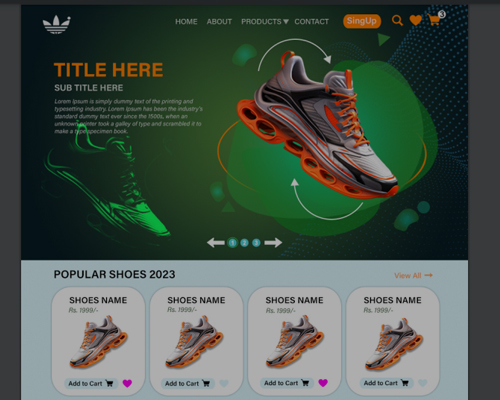 HOME ABOUT PRODUCTS CONTACT SingUp 3
TITLE HERE
SUB TITLE HERE
Lorem Ipsum is simply dummy text of the printing and
typesetting industry. Lorem Ipsum has been the industry's
standard dummy text ever since the 1500s, when an
unknown printer took a galley of type and scrambled it to
make a type specimen book.
1 2 3
POPULAR SHOES 2023 View All
SHOES NAME SHOES NAME SHOES NAME SHOES NAME
Rs. 1999/- Rs. 1999/- Rs. 1999/- Rs. 1999/-
Add to Cart Add to Cart Add to Cart Add to Cart